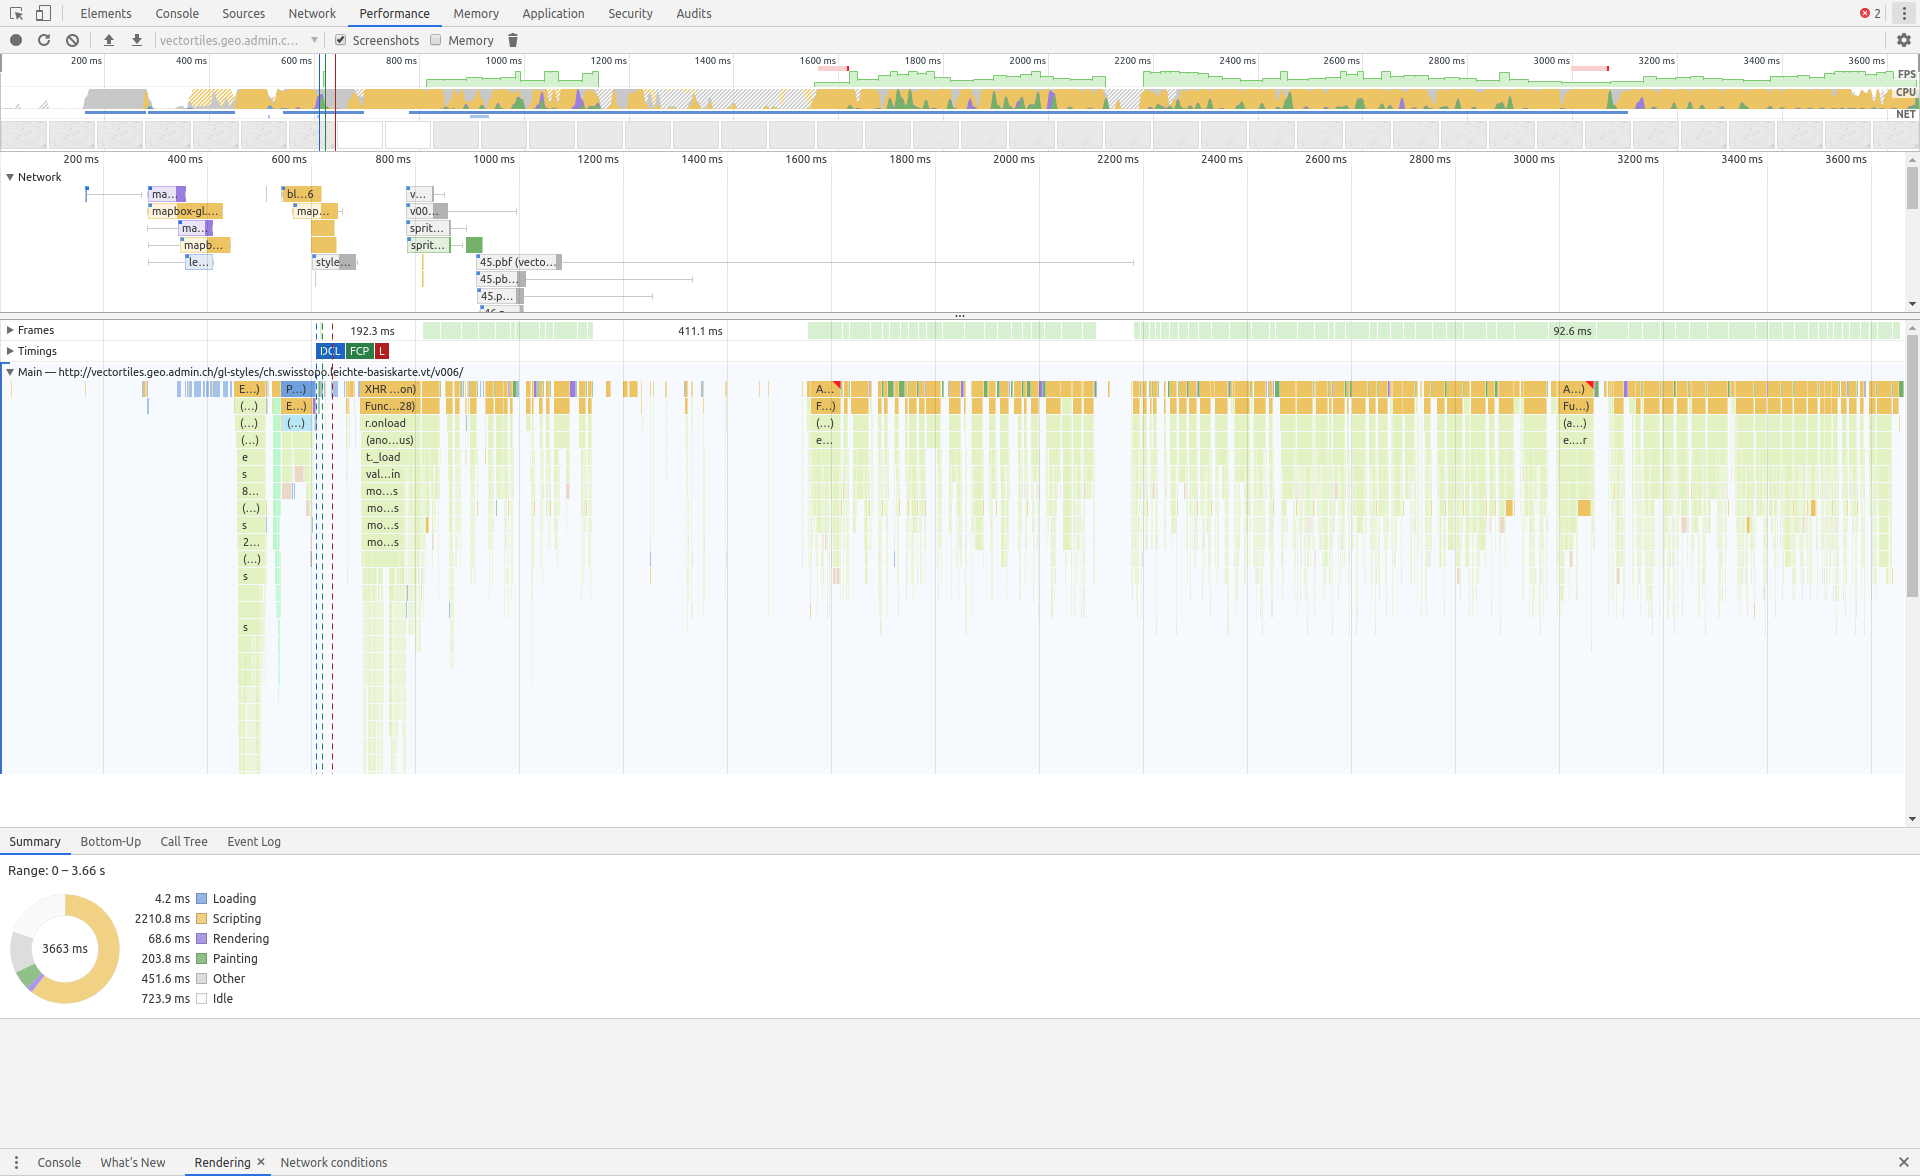 Elements Console Sources Network Performance Memory Application Security Audits 2
vectortiles.geo.admin.c... Screenshots Memory
200 ms 400 ms 600 ms 800 ms 1000 ms 1200 ms 1400 ms 1600 ms 1800 ms 2000 ms 2200 ms 2400 ms 2600 ms 2800 ms 3000 ms 3200 ms 3400 ms 3600 ms
FPS
CPU
NET
200 ms 400 ms 600 ms 800 ms 1000 ms 1200 ms 1400 ms 1600 ms 1800 ms 2000 ms 2200 ms 2400 ms 2600 ms 2800 ms 3000 ms 3200 ms 3400 ms 3600 ms
Network
ma... bl...6 v...
mapbox-gl.... map... v00...
ma... sprit...
mapb... sprit...
le... style... 45.pbf (vecto...
45.pb...
45.p...
Frames 192.3 ms 411.1 ms 92.6 ms
Timings DCL FCP L
Main — http://vectortiles.geo.admin.ch/gl-styles/ch.swisstopo.leichte-basiskarte.vt/v006/
E...) P...) XHR ...on) A... A...)
(...) E...) Func...28) F...) Fu...)
(...) (...) r.onload (...) (a...)
(...) (ano...us) e... e....r
e t._load
s val...in
8... mo...s
(...) mo...s
s mo...s
2... mo...s
(...)
s
s
Summary Bottom-Up Call Tree Event Log
Range: 0 – 3.66 s
4.2 ms Loading
2210.8 ms Scripting
68.6 ms Rendering
3663 ms
203.8 ms Painting
451.6 ms Other
723.9 ms Idle
Console What's New Rendering × Network conditions